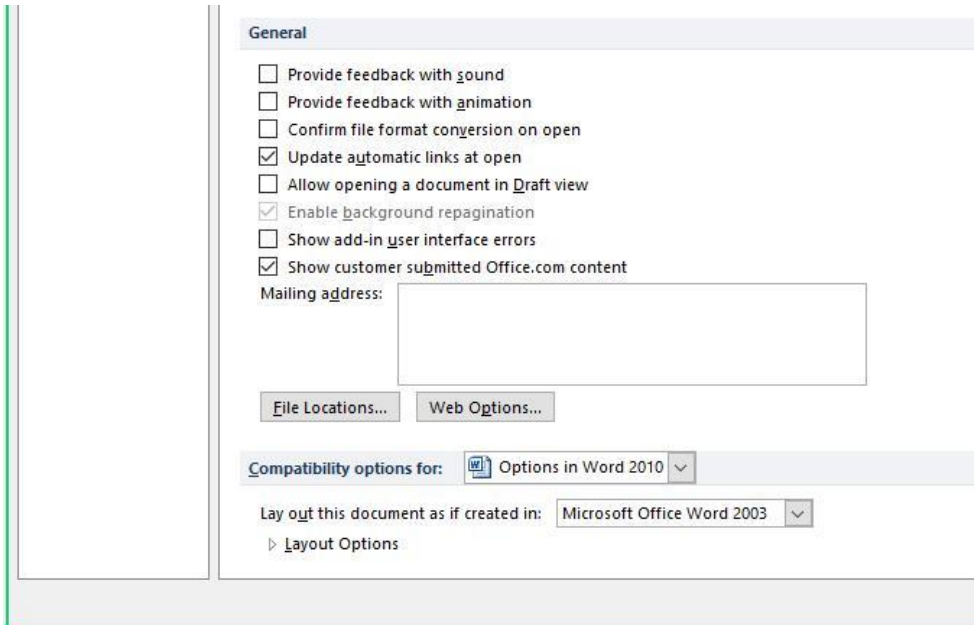 General
Provide feedback with sound
Provide feedback with animation
Confirm file format conversion on open
Update automatic links at open
Allow opening a document in Draft view
Enable background repagination
Show add-in user interface errors
Show customer submitted Office.com content
Mailing address:
File Locations... Web Options...
Compatibility options for: Options in Word 2010
Lay out this document as if created in: Microsoft Office Word 2003
Layout Options